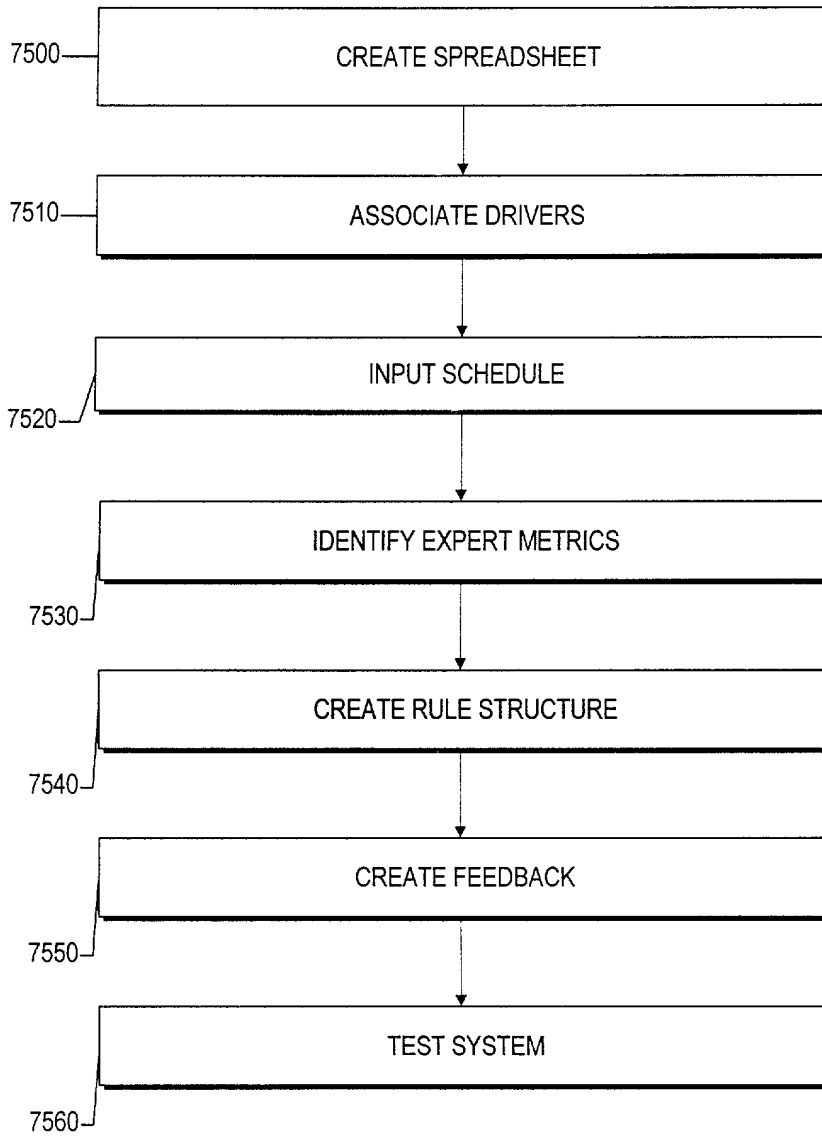 7500
CREATE SPREADSHEET
7510
ASSOCIATE DRIVERS
7520
INPUT SCHEDULE
7530
IDENTIFY EXPERT METRICS
7540
CREATE RULE STRUCTURE
7550
CREATE FEEDBACK
7560
TEST SYSTEM